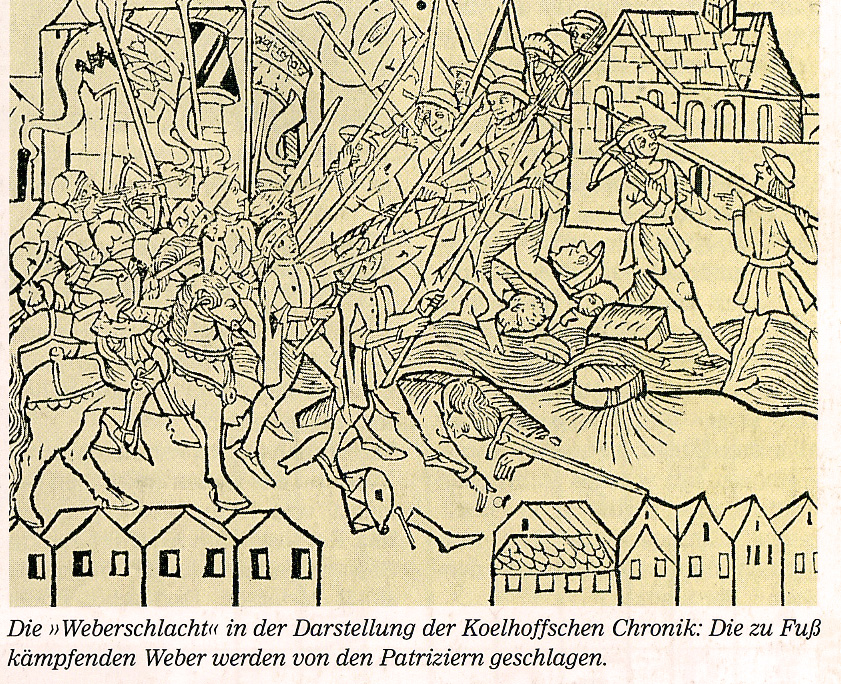 Die »Weberschlacht« in der Darstellung der Koelhoffschen Chronik: Die zu Fuß
kämpfenden Weber werden von den Patriziern geschlagen.